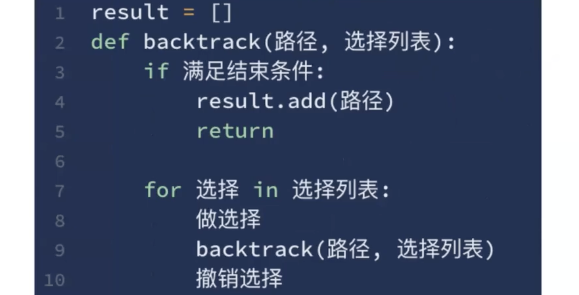 1 result = []
2 def backtrack(路径, 选择列表):
3     if 满足结束条件:
4         result.add(路径)
5         return
6
7     for 选择 in 选择列表:
8         做选择
9         backtrack(路径, 选择列表)
10         撤销选择